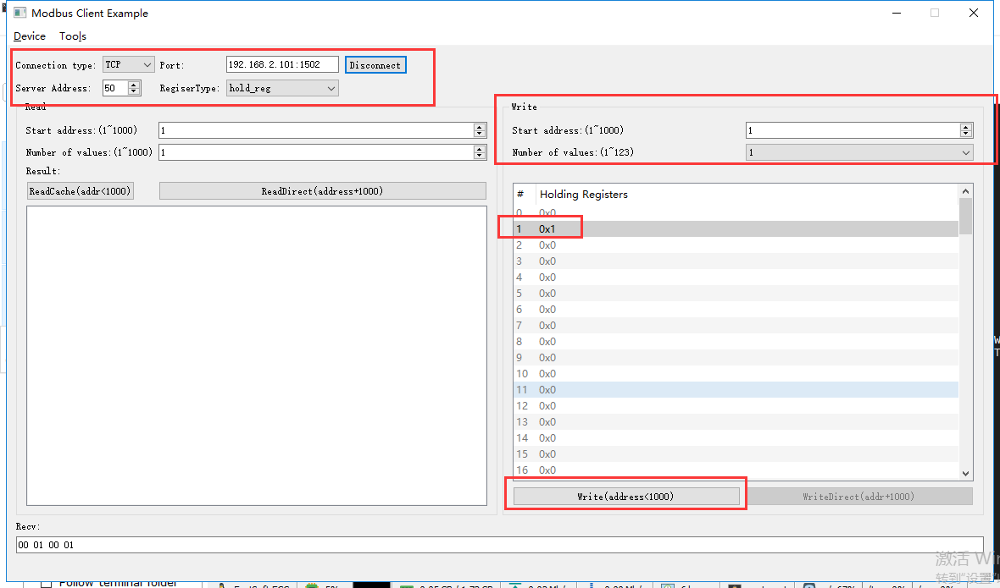 Modbus Client Example
Device Tools
Connection type: TCP Port: 192.168.2.101:1502 Disconnect
Server Address: 50 RegiserType: hold_reg
Read
Start address:(1~1000) 1
Number of values:(1~1000) 1
Result:
ReadCache(addr<1000) ReadDirect(address+1000)
Write
Start address:(1~1000) 1
Number of values:(1~123) 1
# Holding Registers
0 0x0
1 0x1
2 0x0
3 0x0
4 0x0
5 0x0
6 0x0
7 0x0
8 0x0
9 0x0
10 0x0
11 0x0
12 0x0
13 0x0
14 0x0
15 0x0
16 0x0
Write(address<1000) WriteDirect(addr+1000)
Recv:
00 01 00 01
激活 Wi
转到"设置"
Follow terminal folder